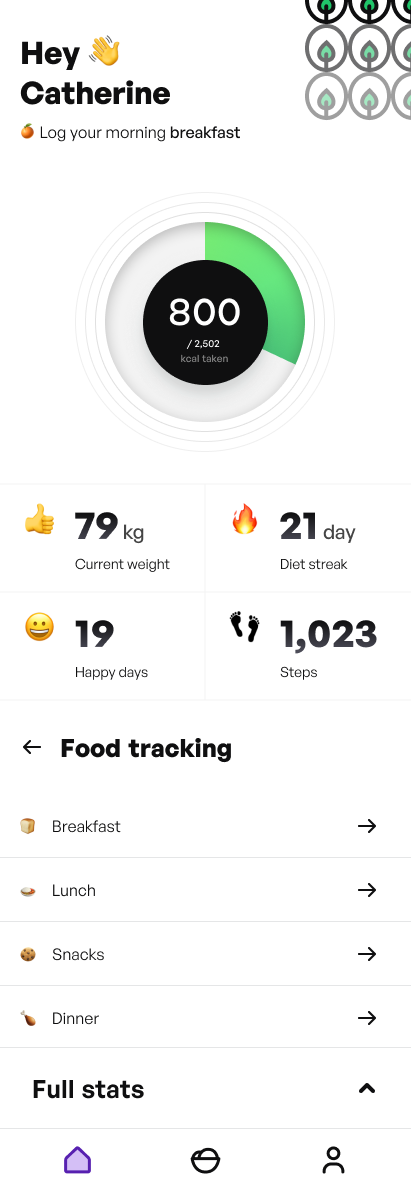 Hey 👋
Catherine
🍊 Log your morning breakfast
800
/ 2,502
kcal taken
79 kg
Current weight
21 day
Diet streak
19
Happy days
1,023
Steps
Food tracking
Breakfast
Lunch
Snacks
Dinner
Full stats